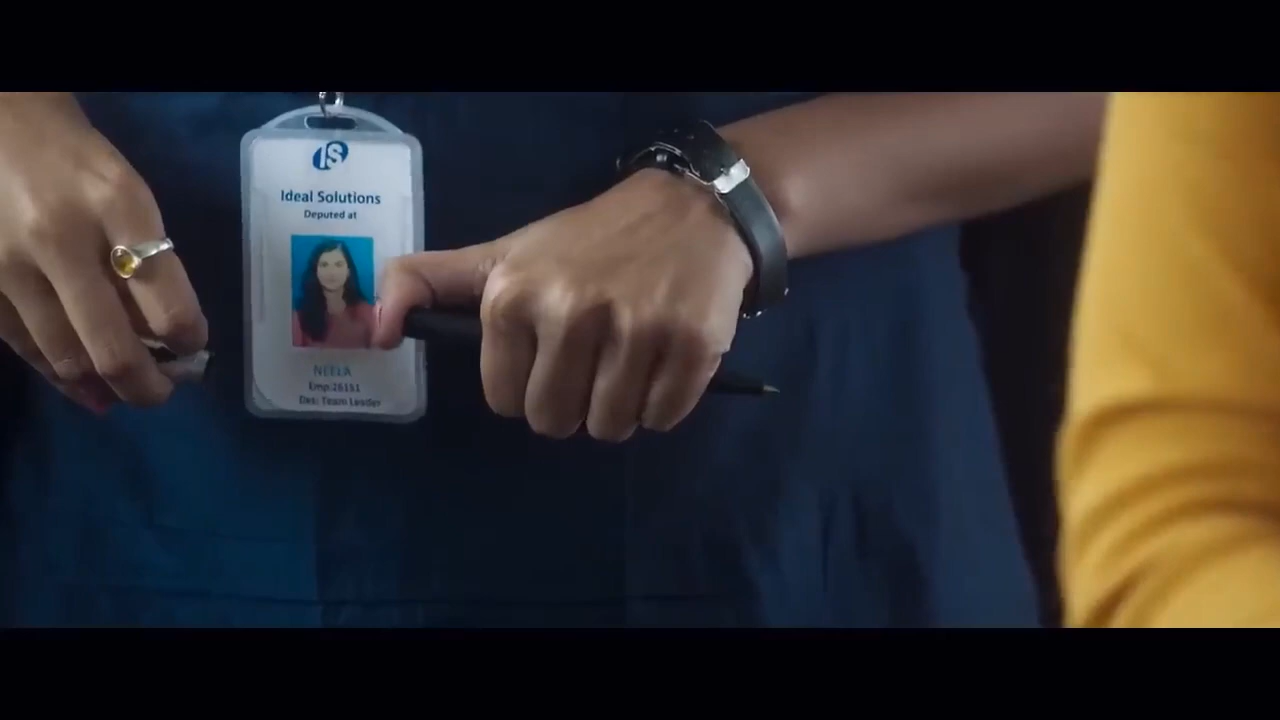 IS
Ideal Solutions
Deputed at
NEELA
Emp:26151
Des: Team Leader